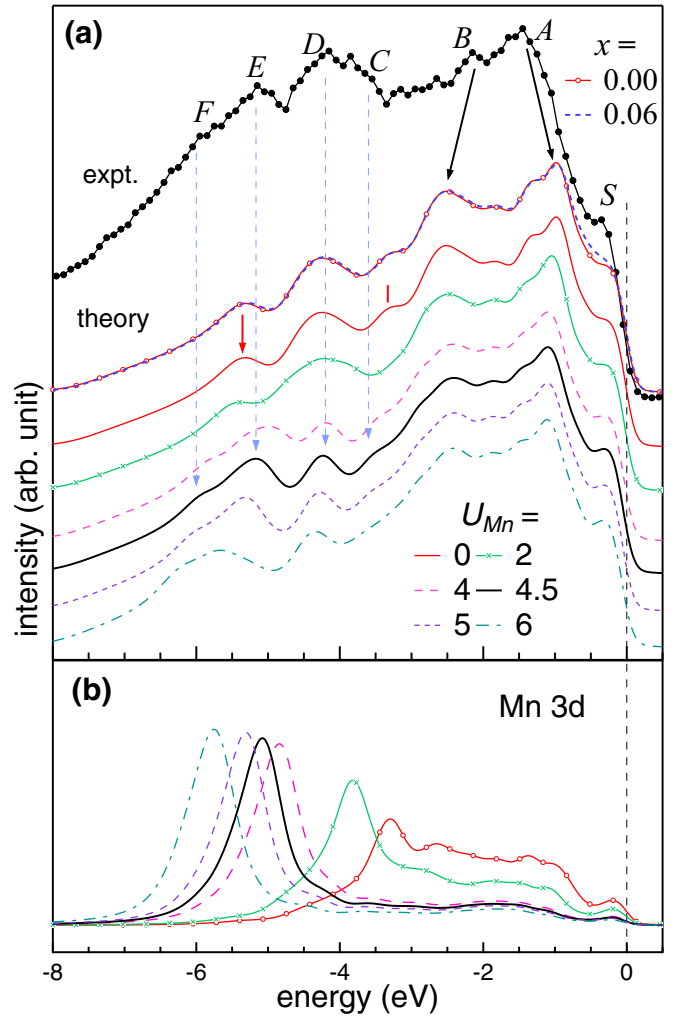 (a)
A
B
D
C
E
F
x =
0.00
0.06
S
expt.
theory
U_Mn =
0 2
4 4.5
5 6
intensity (arb. unit)
(b)
Mn 3d
-8 -6 -4 -2 0
energy (eV)